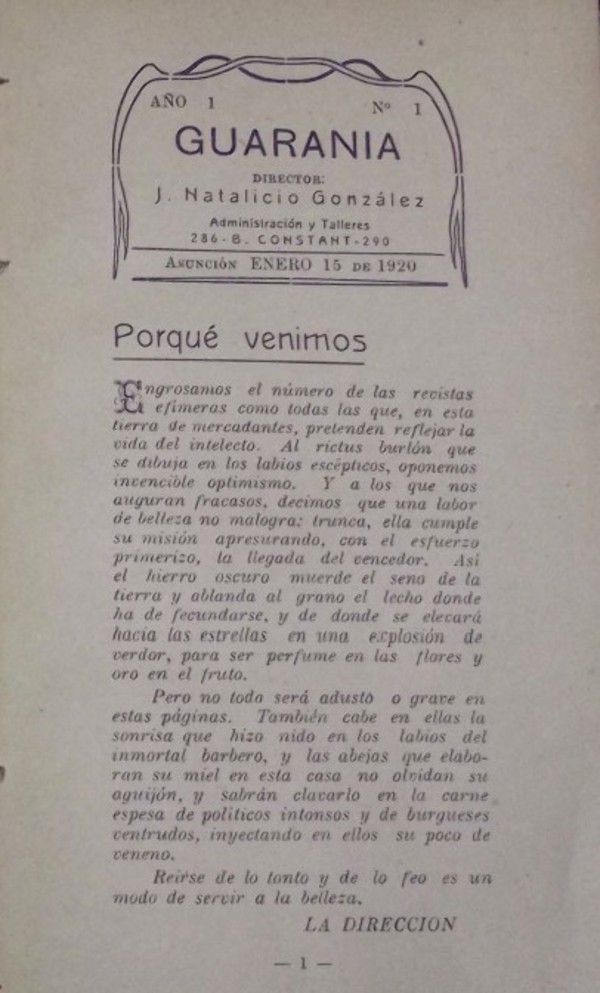 AÑO 1 Nº 1
GUARANIA
DIRECTOR:
J. Natalicio González
Administración y Talleres
286-B. CONSTANT-290
ASUNCIÓN ENERO 15 DE 1920
Porqué venimos
Engrosamos el número de las revistas
efímeras como todas las que, en esta
tierra de mercadantes, pretenden reflejar la
vida del intelecto. Al rictus burlón que
se dibuja en los labios escépticos, oponemos
invencible optimismo. Y a los que nos
auguran fracasos, decimos que una labor
de belleza no malogra: trunca, ella cumple
su misión apresurando, con el esfuerzo
primerizo, la llegada del vencedor. Así
el hierro oscuro muerde el seno de la
tierra y ablanda al grano el lecho donde
ha de fecundarse, y de donde se elevará
hacia las estrellas en una explosión de
verdor, para ser perfume en las flores y
oro en el fruto.
Pero no todo será adusto o grave en
estas páginas. También cabe en ellas la
sonrisa que hizo nido en los labios del
inmortal barbero, y las abejas que elabo-
ran su miel en esta casa no olvidan su
aguijón, y sabrán clavarlo en la carne
espesa de políticos intonsos y de burgueses
ventrudos, inyectando en ellos su poco de
veneno.
Reirse de lo tonto y de lo feo es un
modo de servir a la belleza.
LA DIRECCION
— 1 —